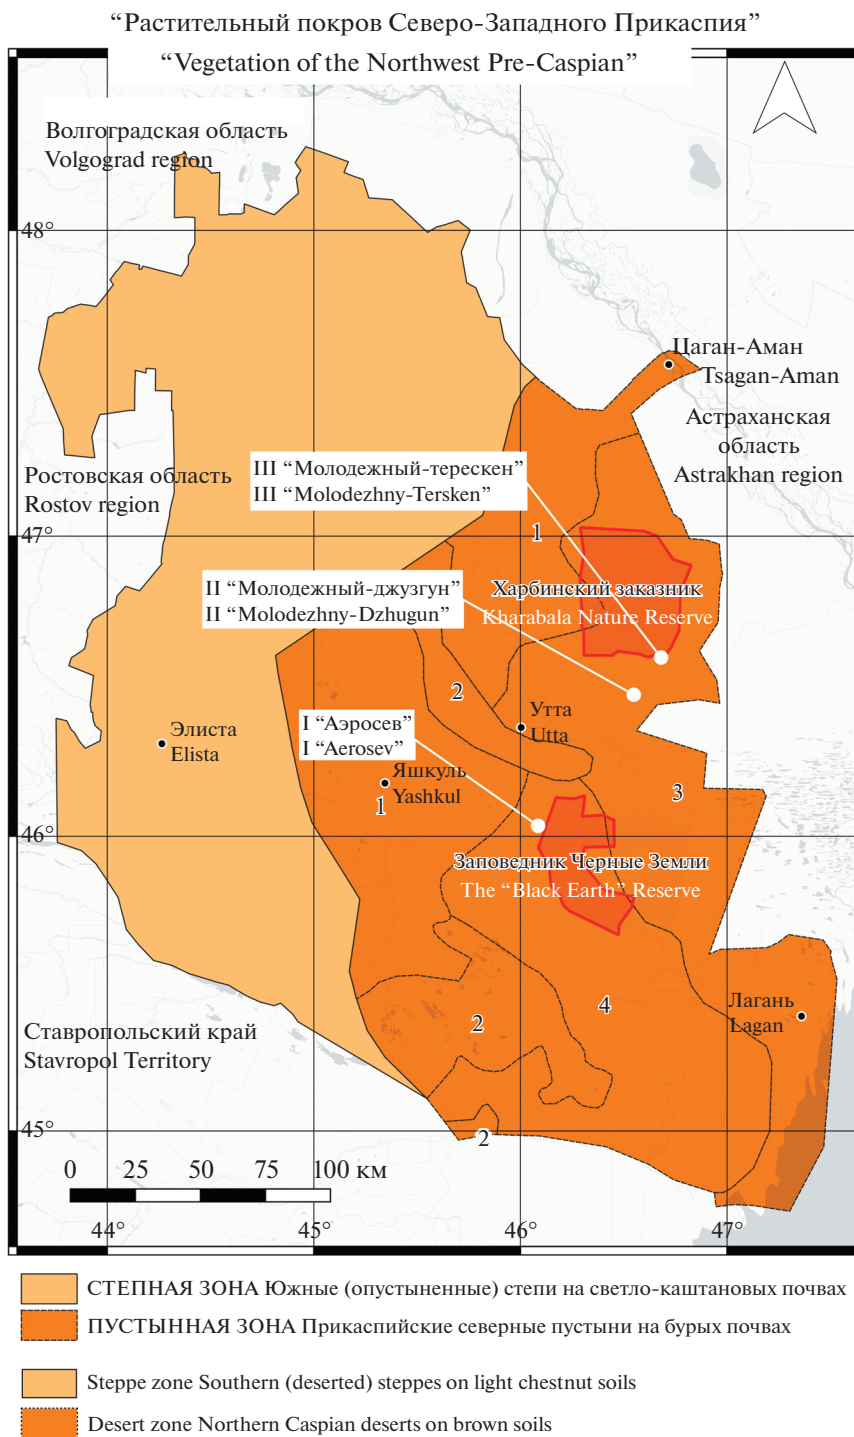 “Растительный покров Северо-Западного Прикаспия”
“Vegetation of the Northwest Pre-Caspian”
Волгоградская область
Volgograd region
48°
Цаган-Аман
Tsagan-Aman
Астраханская
область
Astrakhan region
III “Молодежный-терескен”
III “Molodezhny-Tersken”
Ростовская область
Rostov region
47°
1
II “Молодежный-джузгун”
II “Molodezhny-Dzhugun”
Харбинский заказник
Kharabala Nature Reserve
2
Утта
Utta
I “Аэросев”
I “Aerosev”
Элиста
Elista
Яшкуль
Yashkul
1
3
46°
Заповедник Черные Земли
The “Black Earth” Reserve
4
2
Лагань
Lagan
Ставропольский край
Stavropol Territory
45°
2
0 25 50 75 100 км
44° 45° 46° 47°
СТЕПНАЯ ЗОНА Южные (опустыненные) степи на светло-каштановых почвах
ПУСТЫННАЯ ЗОНА Прикаспийские северные пустыни на бурых почвах
Steppe zone Southern (deserted) steppes on light chestnut soils
Desert zone Northern Caspian deserts on brown soils